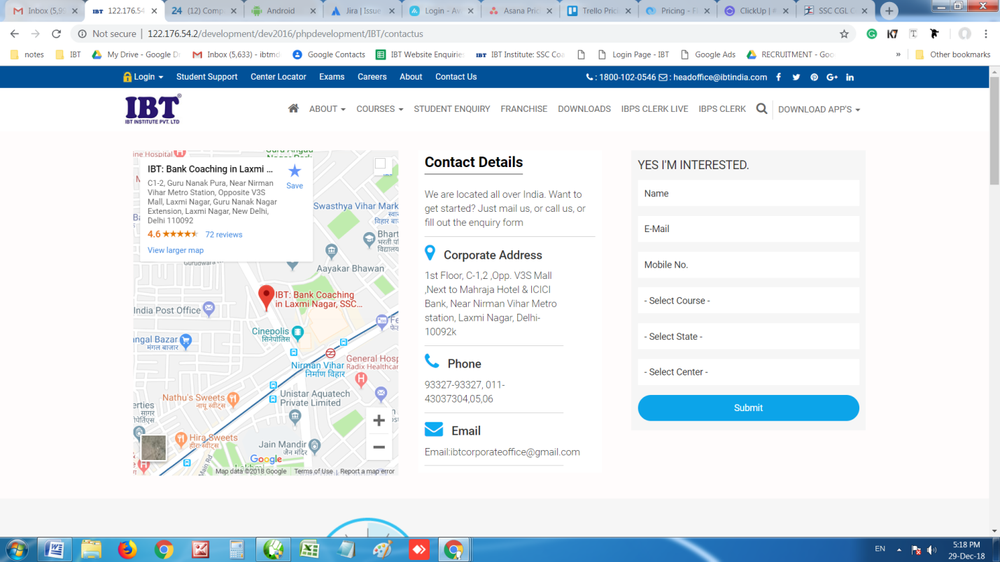 Inbox (5,99
122.176.54
(12) Comp
Android
Jira | Issue
Login - Av
Asana Pric
Trello Prici
Pricing - F
ClickUp | #
SSC CGL C
Not secure | 122.176.54.2/development/dev2016/phpdevelopment/IBT/contactus
notes
IBT
My Drive - Google Dr
Inbox (5,633) - ibtmd
Google Contacts
IBT Website Enquiries
IBT Institute: SSC Coa
Login Page - IBT
Google Ads
RECRUITMENT - Goo
»
Other bookmarks
Login
Student Support
Center Locator
Exams
Careers
About
Contact Us
: 1800-102-0546
: headoffice@ibtindia.com
IBT®
IBT INSTITUTE PVT. LTD
ABOUT
COURSES
STUDENT ENQUIRY
FRANCHISE
DOWNLOADS
IBPS CLERK LIVE
IBPS CLERK
DOWNLOAD APP'S
IBT: Bank Coaching in Laxmi ...
C1-2, Guru Nanak Pura, Near Nirman
Vihar Metro Station, Opposite V3S
Mall, Laxmi Nagar, Guru Nanak Nagar
Extension, Laxmi Nagar, New Delhi,
Delhi 110092
4.6
72 reviews
View larger map
Save
Swasthya Vihar Mark
Aayakar Bhawan
IBT: Bank Coaching
in Laxmi Nagar, SSC...
India Post Office
Cinepolis
सिनेपोलिस
ngal Bazar
मंगल बाजार
General Hosp
Radix Healthcar
Nirman Vihar
निर्माण विहार
Unistar Aquatech
Private Limited
Nathu's Sweets
नाथू स्वीट्स
Hira Sweets
हीरा-स्वीट्स
Jain Mandir
जैन मंदिर
Google
Map data ©2018 Google
Terms of Use
Report a map error
Contact Details
We are located all over India. Want to
get started? Just mail us, or call us, or
fill out the enquiry form
Corporate Address
1st Floor, C-1,2 ,Opp. V3S Mall
,Next to Mahraja Hotel & ICICI
Bank, Near Nirman Vihar Metro
station, Laxmi Nagar, Delhi-
10092k
Phone
93327-93327, 011-
43037304,05,06
Email
Email:ibtcorporateoffice@gmail.com
YES I'M INTERESTED.
Name
E-Mail
Mobile No.
- Select Course -
- Select State -
- Select Center -
Submit
EN
5:18 PM
29-Dec-18